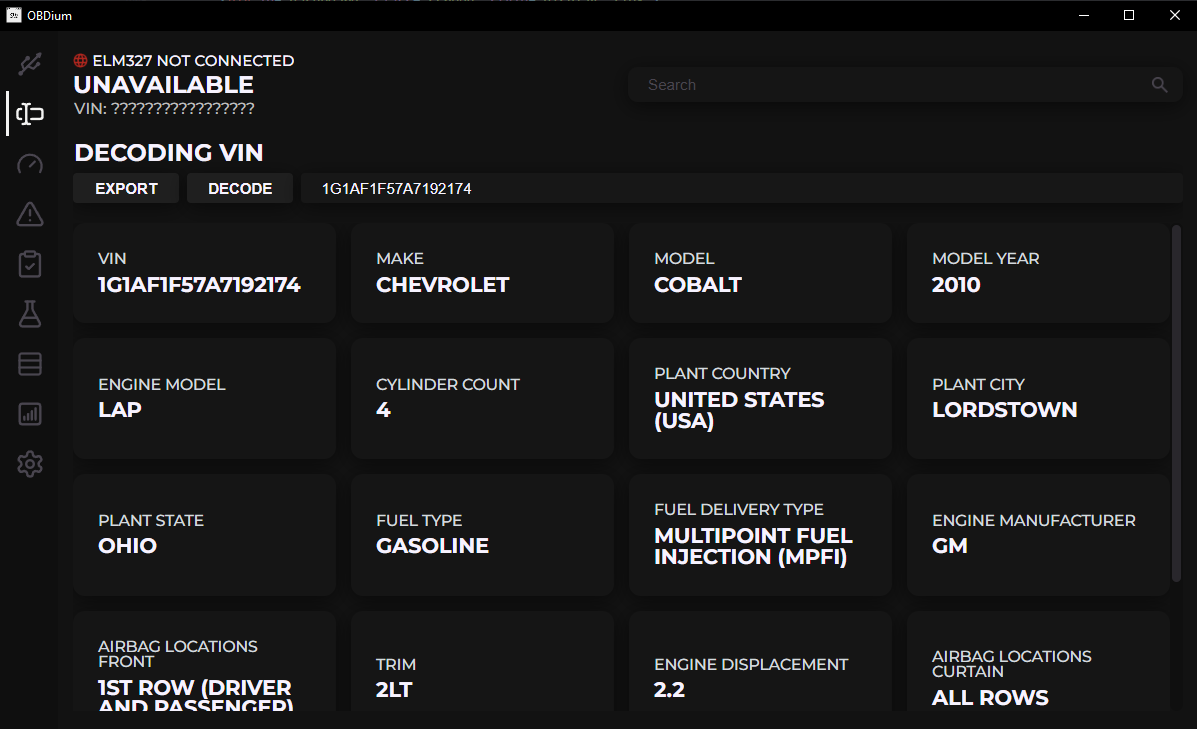 OBDium
ELM327 NOT CONNECTED
UNAVAILABLE
VIN: ?????????????????
Search
DECODING VIN
EXPORT
DECODE
1G1AF1F57A7192174
VIN
1G1AF1F57A7192174
MAKE
CHEVROLET
MODEL
COBALT
MODEL YEAR
2010
ENGINE MODEL
LAP
CYLINDER COUNT
4
PLANT COUNTRY
UNITED STATES
(USA)
PLANT CITY
LORDSTOWN
PLANT STATE
OHIO
FUEL TYPE
GASOLINE
FUEL DELIVERY TYPE
MULTIPOINT FUEL
INJECTION (MPFI)
ENGINE MANUFACTURER
GM
AIRBAG LOCATIONS
FRONT
1ST ROW (DRIVER
AND PASSENGER)
TRIM
2LT
ENGINE DISPLACEMENT
2.2
AIRBAG LOCATIONS
CURTAIN
ALL ROWS